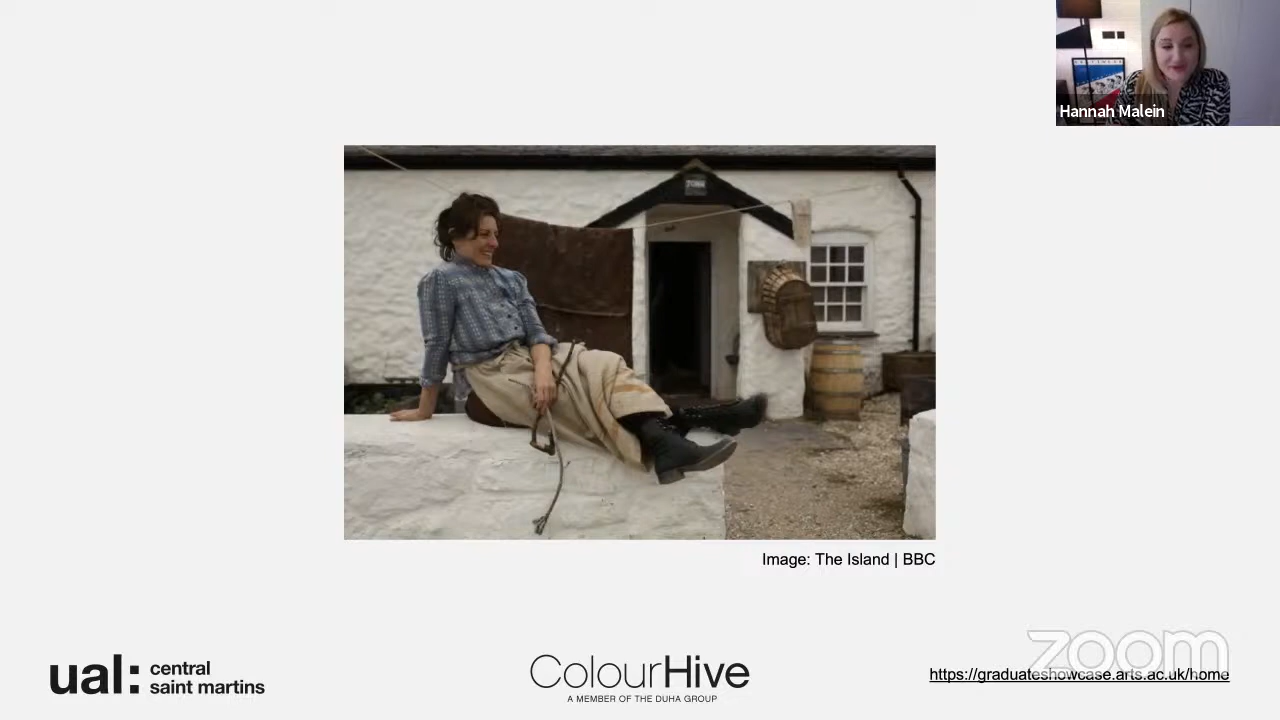 Hannah Malein
Image: The Island | BBC
ual:
central
saint martins
ColourHive
A MEMBER OF THE DUHA GROUP
zoom
https://graduateshowcase.arts.ac.uk/home